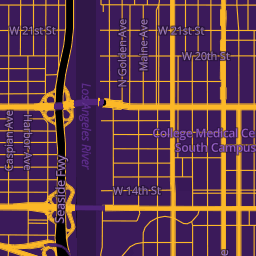 W 21st St
W 21st St
N Golden Ave
Maine Ave
W 20th St
Los Angeles River
Caspian Ave
Harbor Ave
College Medical Ce
South Campus
W 14th St
Seaside Fwy
e